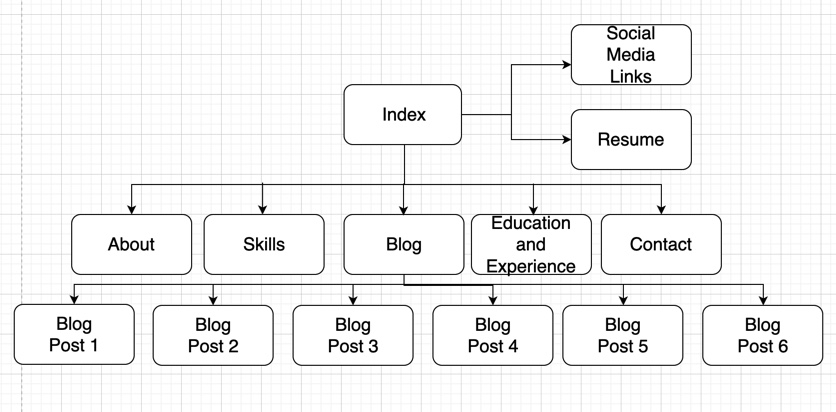 Social
Media
Links
Index
Resume
About
Skills
Blog
Education
and
Experience
Contact
Blog
Post 1
Blog
Post 2
Blog
Post 3
Blog
Post 4
Blog
Post 5
Blog
Post 6